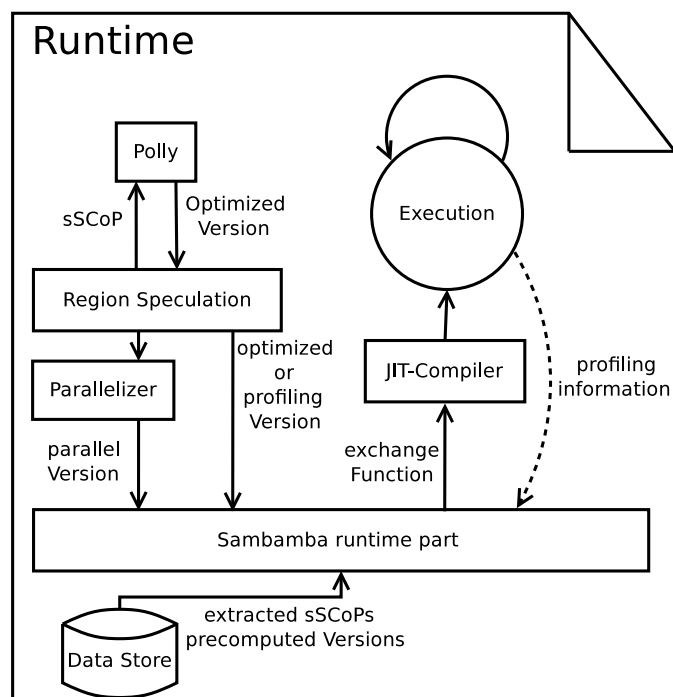 Runtime
Polly
sSCoP
Optimized
Version
Execution
Region Speculation
optimized
or
profiling
Version
Parallelizer
JIT-Compiler
profiling
information
parallel
Version
exchange
Function
Sambamba runtime part
extracted sSCoPs
precomputed Versions
Data Store